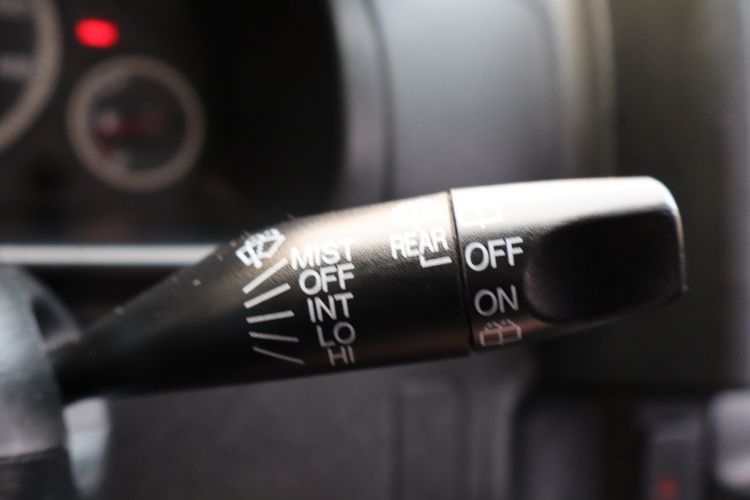 MIST
OFF
INT
LO
HI
REAR
OFF
ON